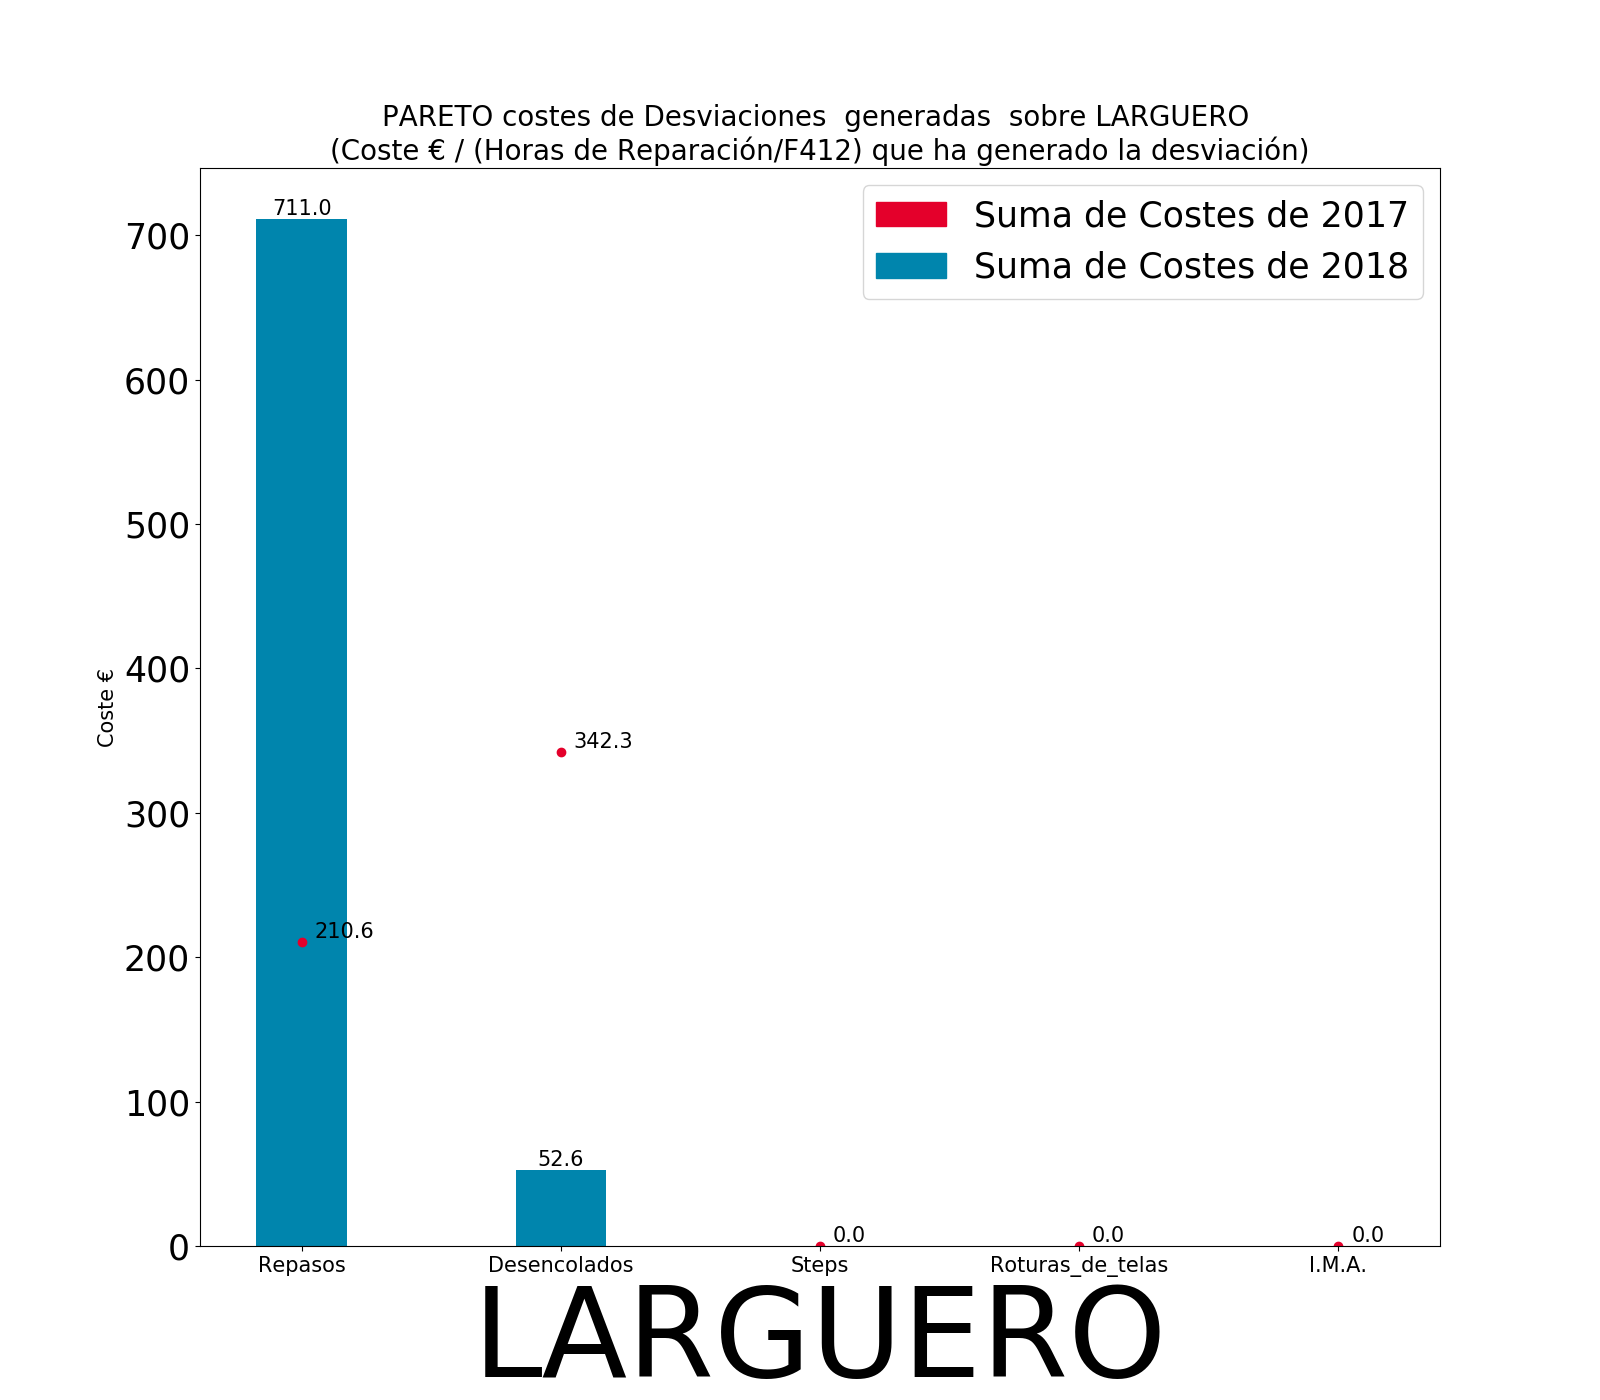 PARETO costes de Desviaciones  generadas  sobre LARGUERO
(Coste € / (Horas de Reparación/F412) que ha generado la desviación)
Suma de Costes de 2017
Suma de Costes de 2018
711.0
700
600
500
400
300
200
100
0
Coste €
342.3
210.6
52.6
0.0
0.0
0.0
Repasos
Desencolados
Steps
Roturas_de_telas
I.M.A.
LARGUERO